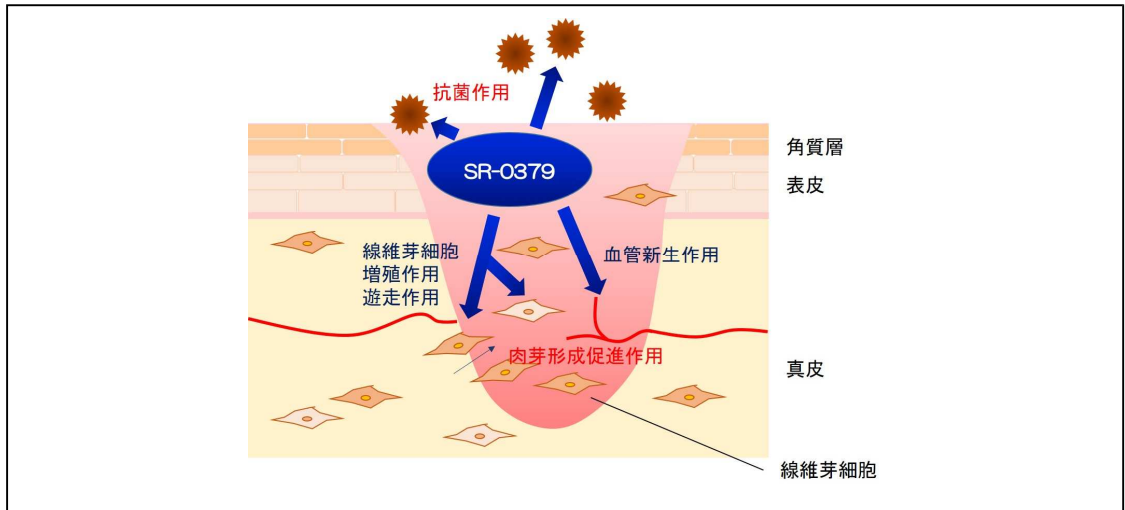 抗菌作用
SR-0379
角質層
表皮
線維芽細胞
増殖作用
遊走作用
血管新生作用
肉芽形成促進作用
真皮
線維芽細胞